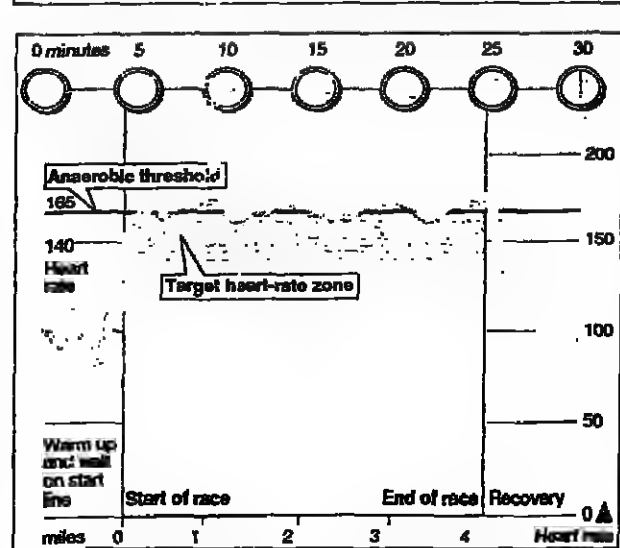 0 minutes 5 10 15 20 25 30
200
Anaerobic threshold
165
150
140
Heart
rate
Target heart-rate zone
100
50
Warm up
and wait
on start
line
Start of race End of race Recovery
0
miles 0 1 2 3 4 Heart rate